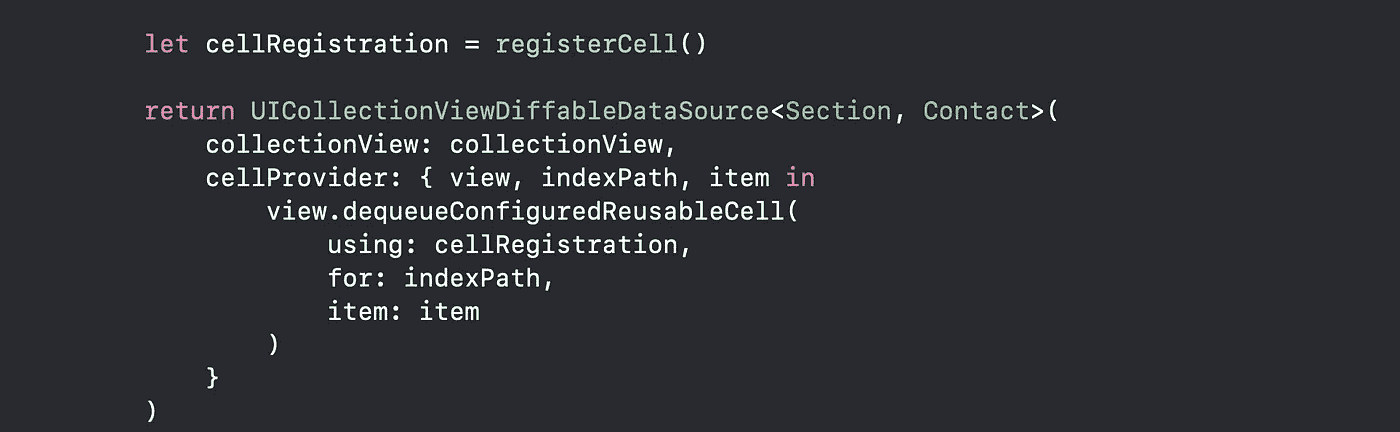 let cellRegistration = registerCell()
return UICollectionViewDiffableDataSource<Section, Contact>(
    collectionView: collectionView,
    cellProvider: { view, indexPath, item in
        view.dequeueConfiguredReusableCell(
            using: cellRegistration,
            for: indexPath,
            item: item
        )
    }
)